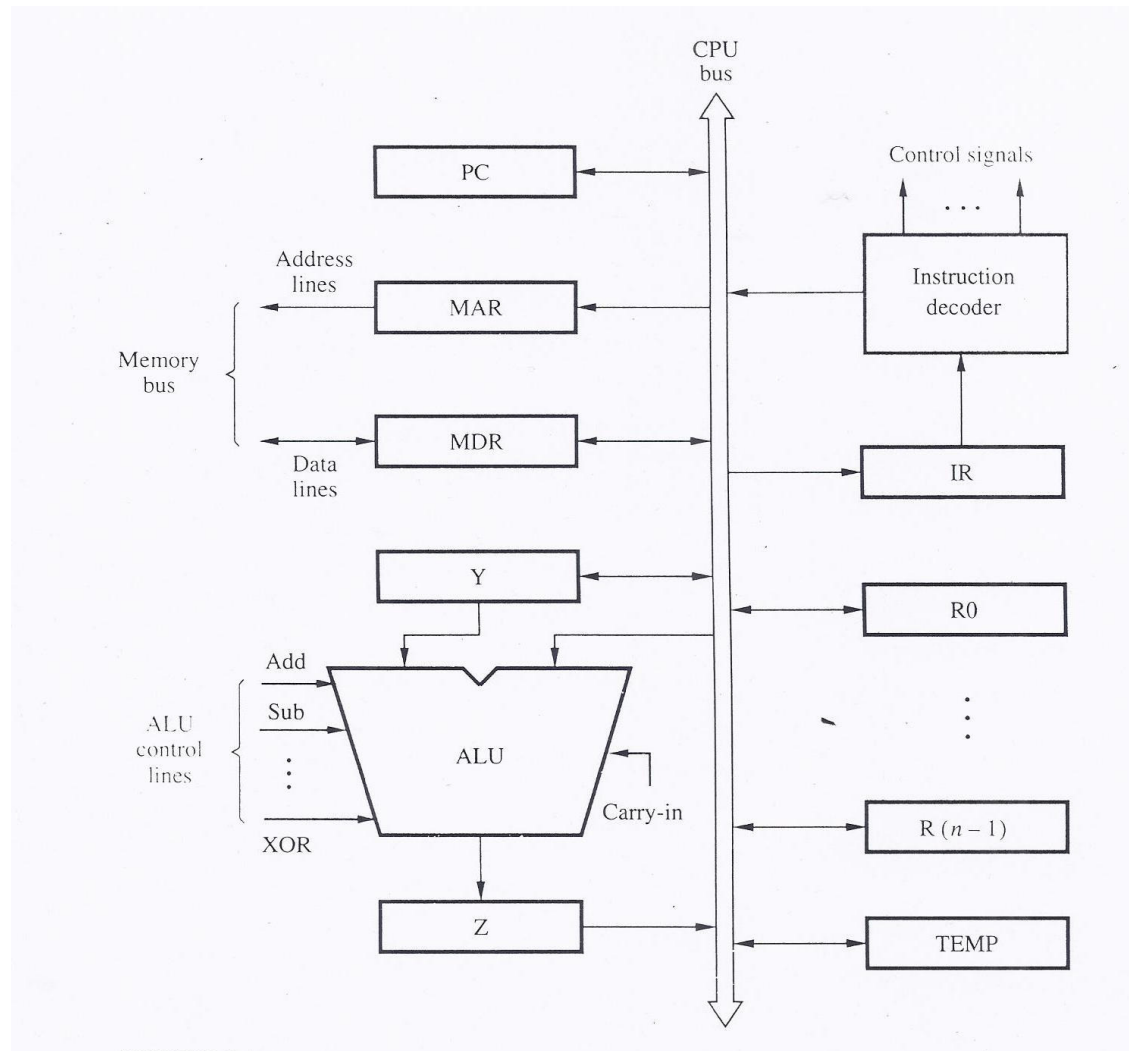 CPU
bus
PC
Control signals
. . .
Address
lines
MAR
Instruction
decoder
Memory
bus
MDR
Data
lines
IR
Y
R0
Add
Sub
ALU
control
lines
ALU
Carry-in
XOR
R (n – 1)
Z
TEMP